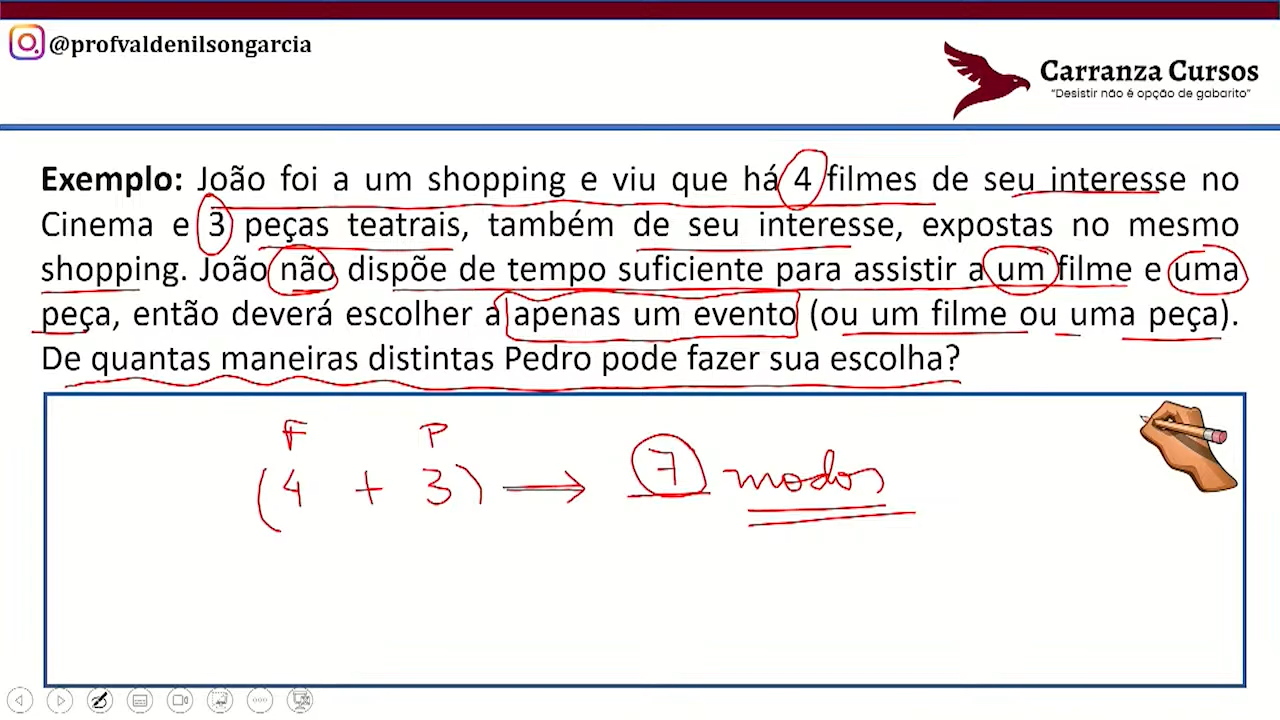 @profvaldenilsongarcia
Carranza Cursos
"Desistir não é opção de gabarito"
Exemplo: João foi a um shopping e viu que há 4 filmes de seu interesse no
Cinema e 3 peças teatrais, também de seu interesse, expostas no mesmo
shopping. João não dispõe de tempo suficiente para assistir a um filme e uma
peça, então deverá escolher a apenas um evento (ou um filme ou uma peça).
De quantas maneiras distintas Pedro pode fazer sua escolha?
F P
(4 + 3) → 7 modos